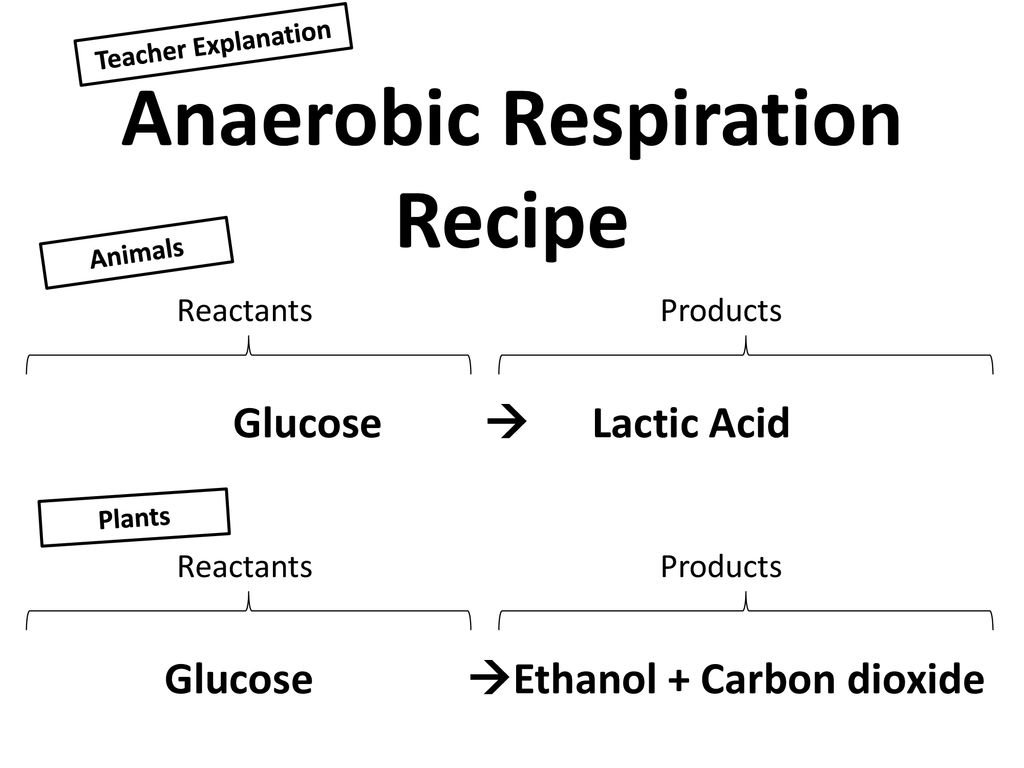 Teacher Explanation
Anaerobic Respiration
Recipe
Animals
Reactants Products
Glucose → Lactic Acid
Plants
Reactants Products
Glucose →Ethanol + Carbon dioxide